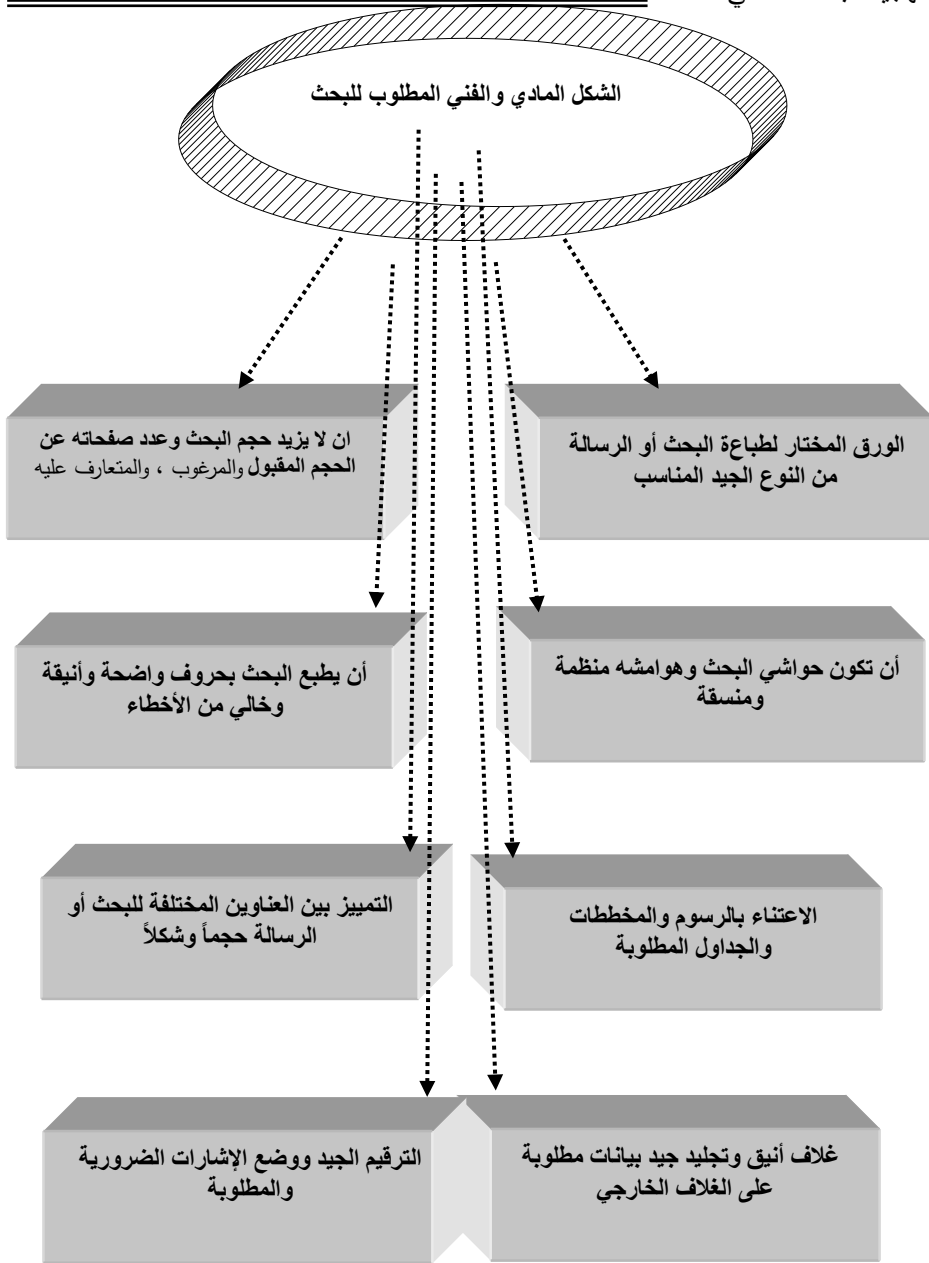 الشكل المادي والفني المطلوب للبحث
الورق المختار لطباعة البحث أو الرسالة
من النوع الجيد المناسب
ان لا يزيد حجم البحث وعدد صفحاته عن
الحجم المقبول والمرغوب ، والمتعارف عليه
أن تكون حواشي البحث وهوامشه منظمة
ومنسقة
أن يطبع البحث بحروف واضحة وأنيقة
وخالي من الأخطاء
الاعتناء بالرسوم والمخططات
والجداول المطلوبة
التمييز بين العناوين المختلفة للبحث أو
الرسالة حجماً وشكلاً
غلاف أنيق وتجليد جيد بيانات مطلوبة
على الغلاف الخارجي
الترقيم الجيد ووضع الإشارات الضرورية
والمطلوبة